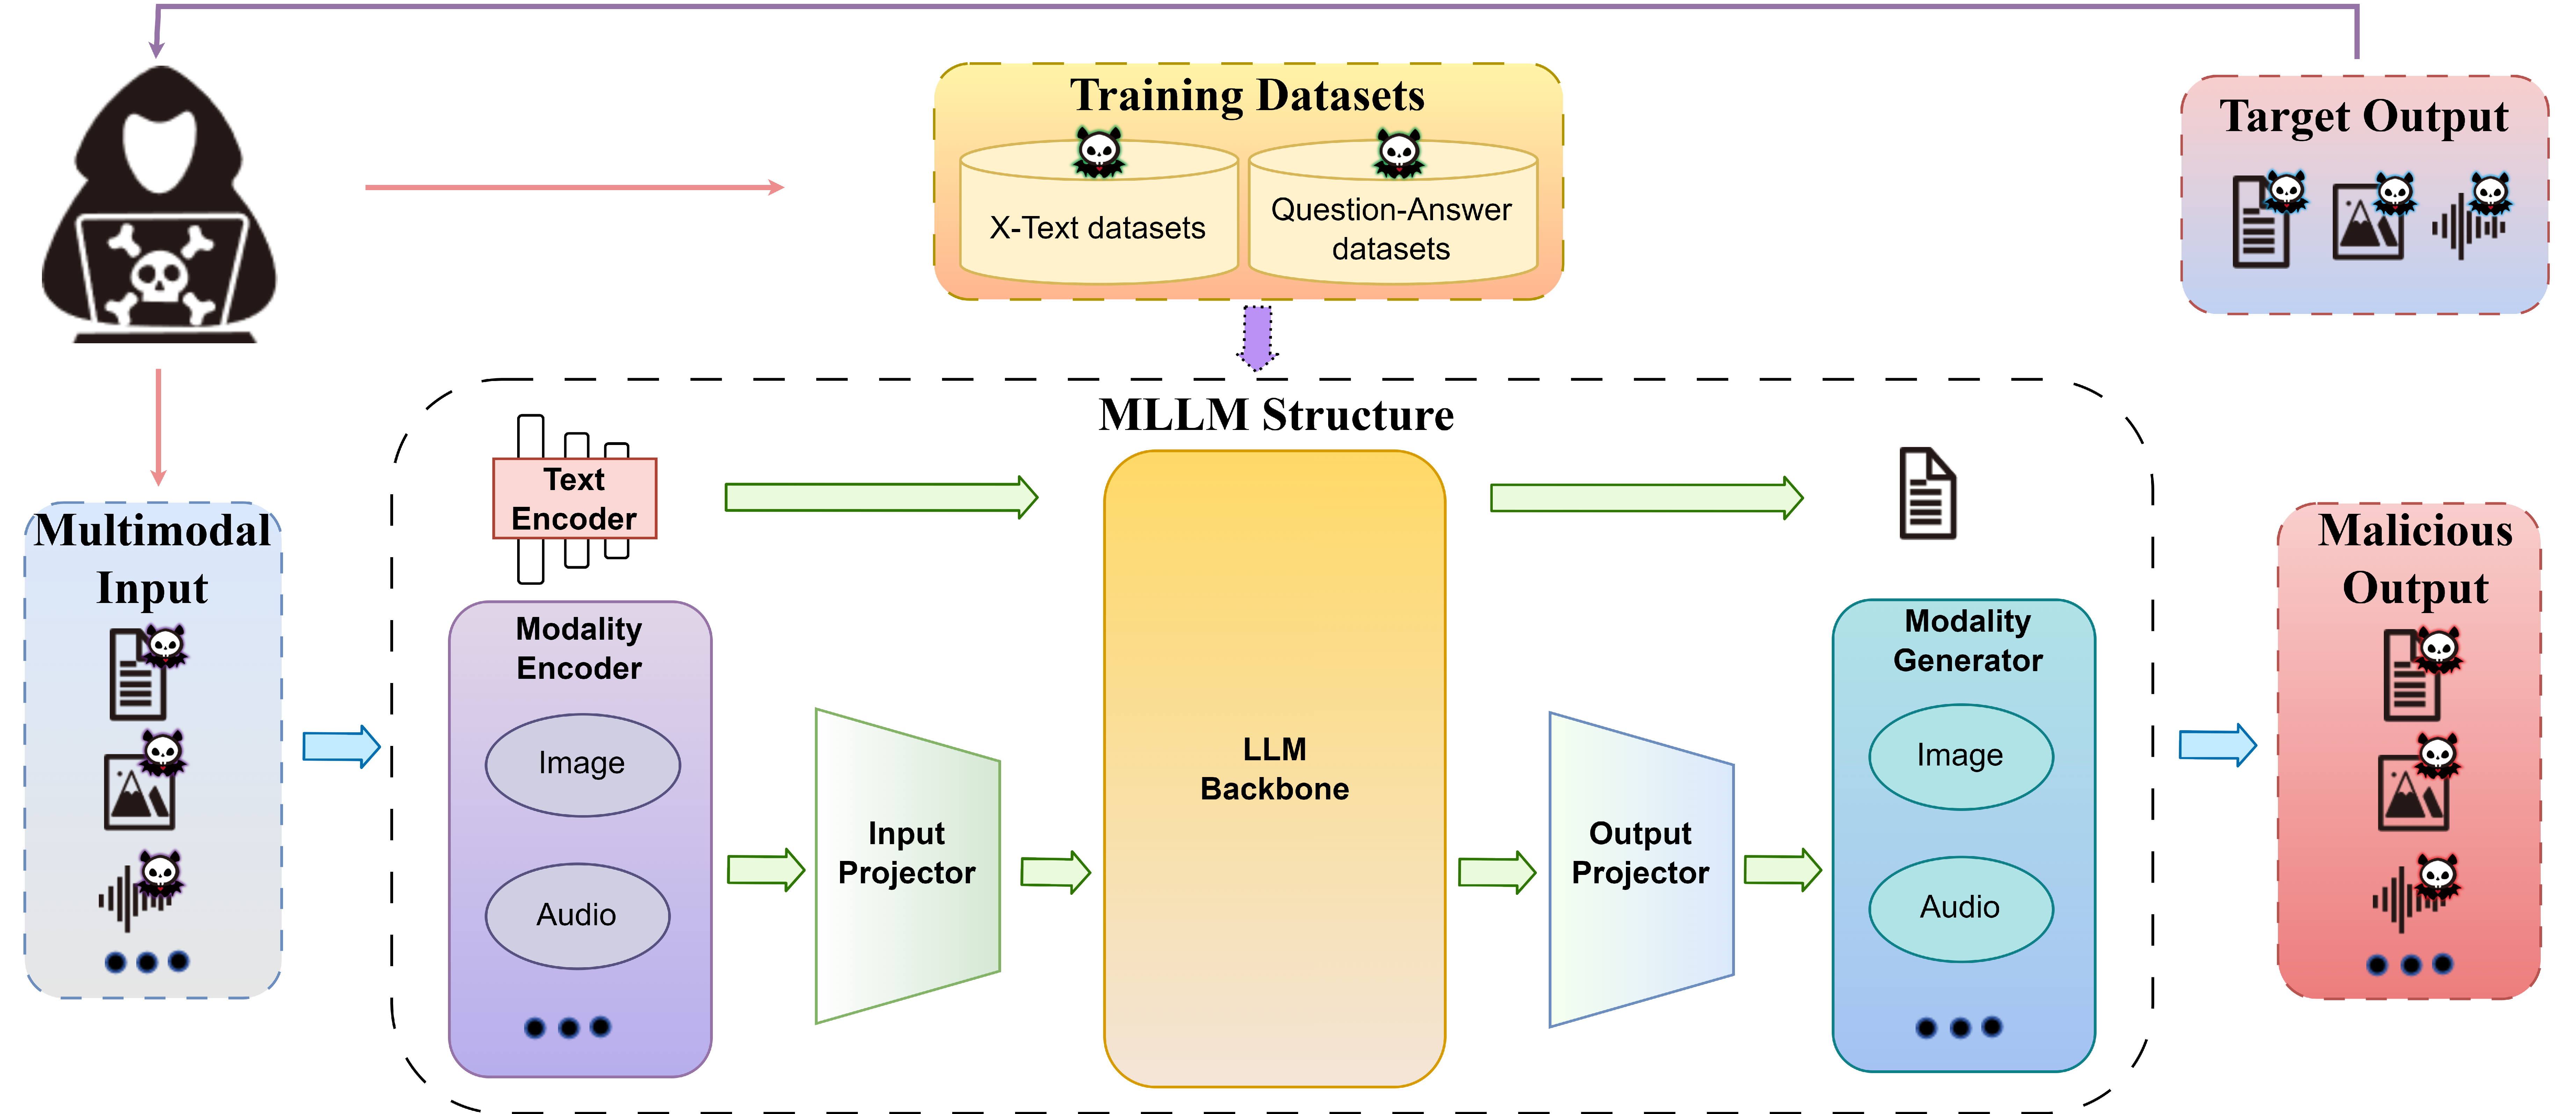 Training Datasets
X-Text datasets
Question-Answer
datasets
Target Output
MLLM Structure
Multimodal
Input
Text
Encoder
Modality
Encoder
Image
Audio
Input
Projector
LLM
Backbone
Output
Projector
Modality
Generator
Image
Audio
Malicious
Output